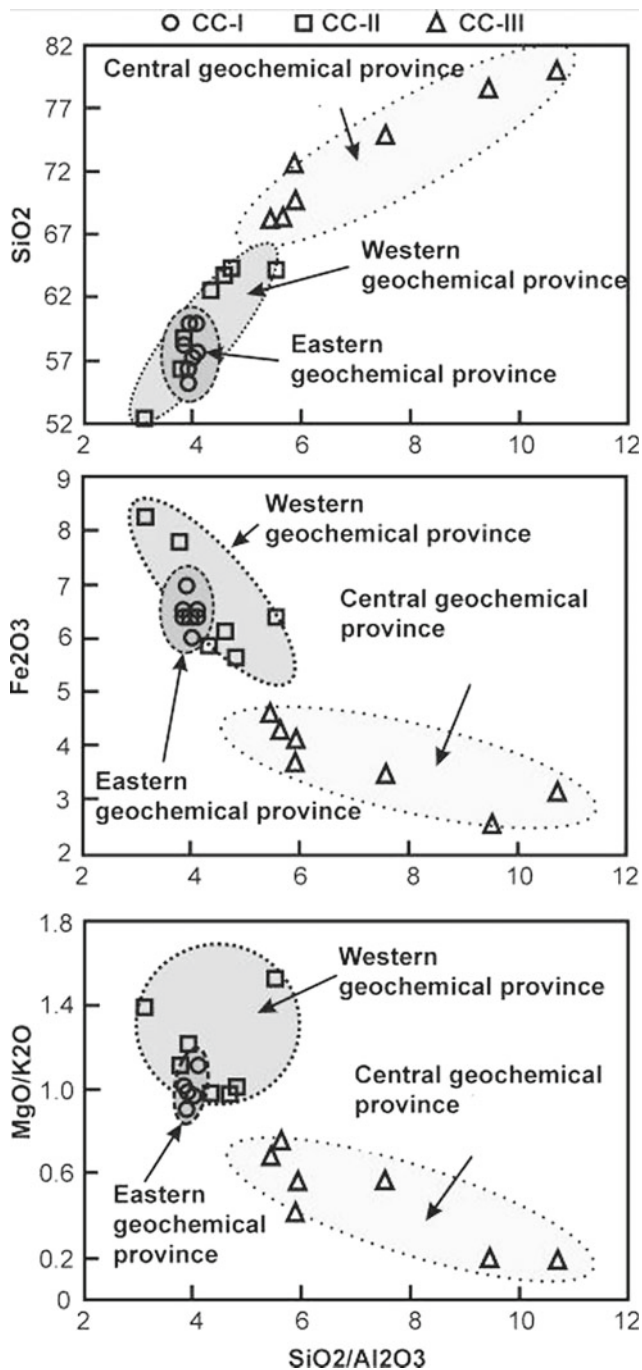 CC-I CC-II CC-III
82
77
72
67
62
57
52
SiO2
Central geochemical province
Western
geochemical province
Eastern
geochemical province
2 4 6 8 10 12
9
8
7
6
5
4
3
2
Fe2O3
Western
geochemical province
Central geochemical
province
Eastern
geochemical province
2 4 6 8 10 12
1.8
1.4
1.0
0.6
0.2
0
MgO/K2O
Western
geochemical province
Central geochemical
province
Eastern
geochemical
province
2 4 6 8 10 12
SiO2/Al2O3